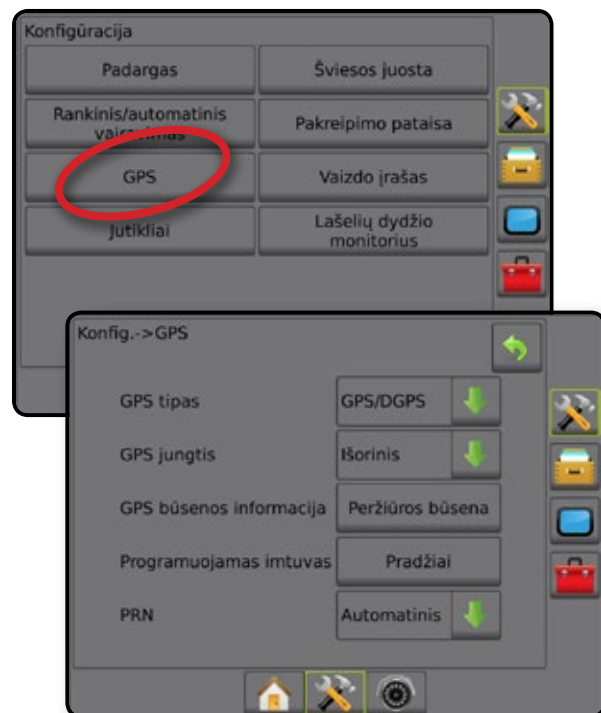 Konfigūracija
Padargas
Šviesos juosta
Rankinis/automatinis
vairavimas
Pakreipimo pataisa
GPS
Vaizdo įrašas
Jutikliai
Lašelių dydžio
monitorius
Konfig.->GPS
GPS tipas
GPS/DGPS
GPS jungtis
Išorinis
GPS būsenos informacija
Peržiūros būsena
Programuojamas imtuvas
Pradžiai
PRN
Automatinis